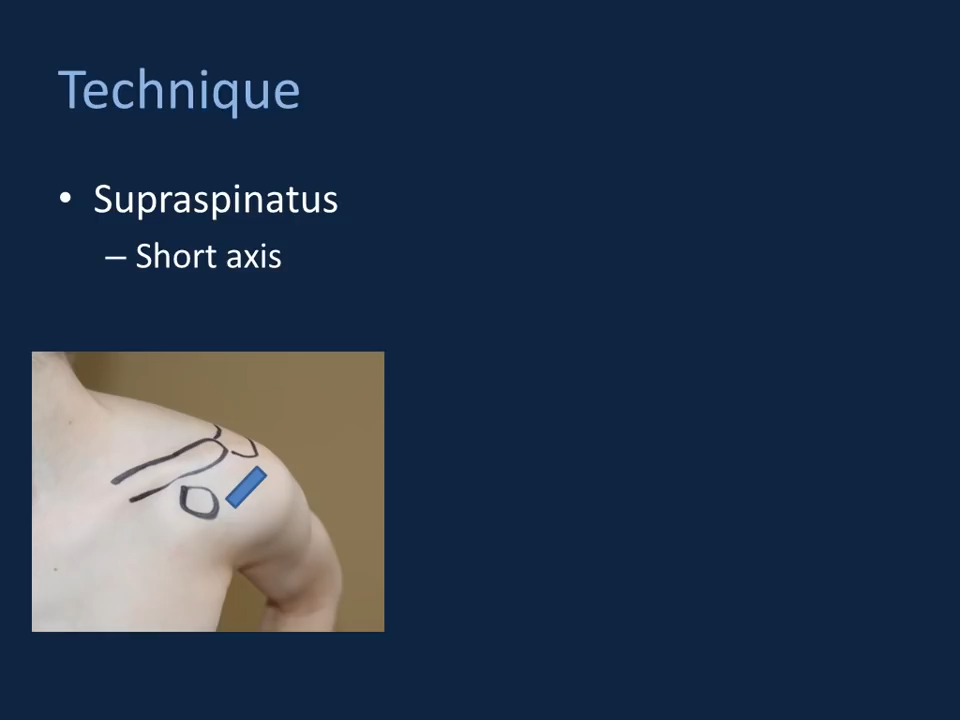 Technique
• Supraspinatus
– Short axis